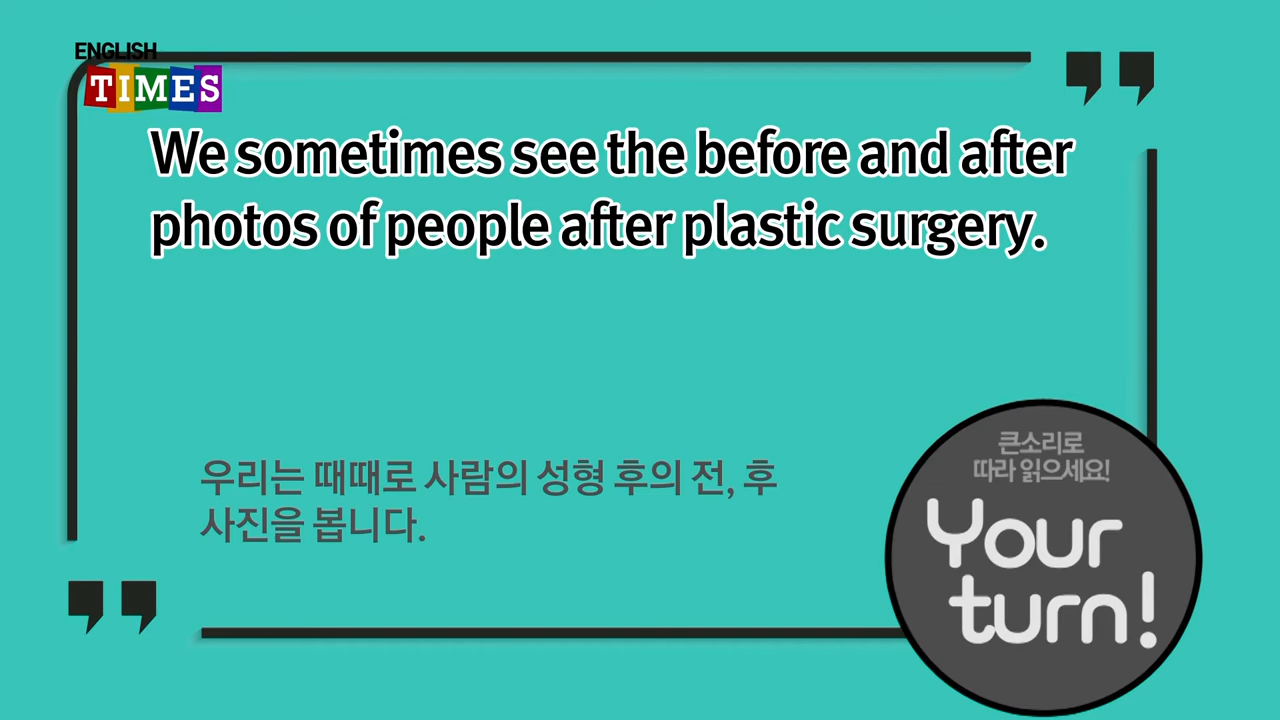 ENGLISH
TIMES
We sometimes see the before and after
photos of people after plastic surgery.
우리는 때때로 사람의 성형 후의 전, 후
사진을 봅니다.
큰소리로
따라 읽으세요!
Your
turn!